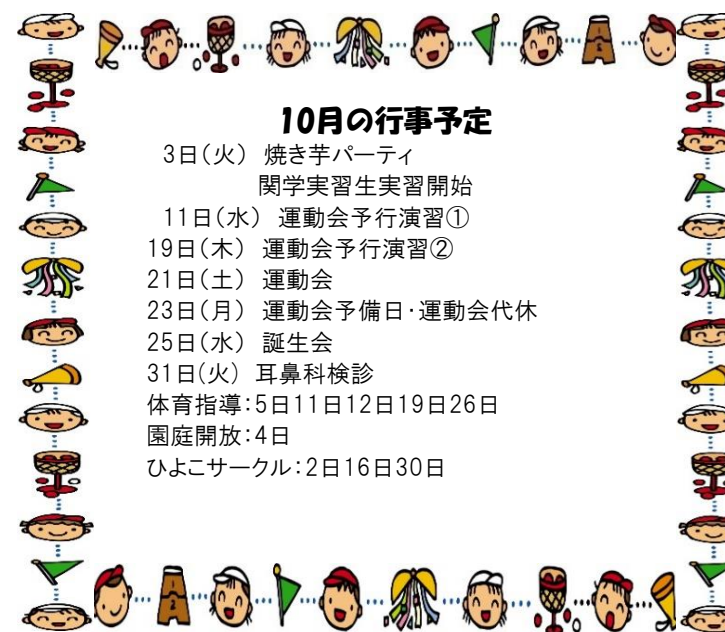 10月の行事予定
3日(火) 焼き芋パーティ
関学実習生実習開始
11日(水) 運動会予行演習①
19日(木) 運動会予行演習②
21日(土) 運動会
23日(月) 運動会予備日・運動会代休
25日(水) 誕生会
31日(火) 耳鼻科検診
体育指導:5日11日12日19日26日
園庭開放:4日
ひよこサークル:2日16日30日